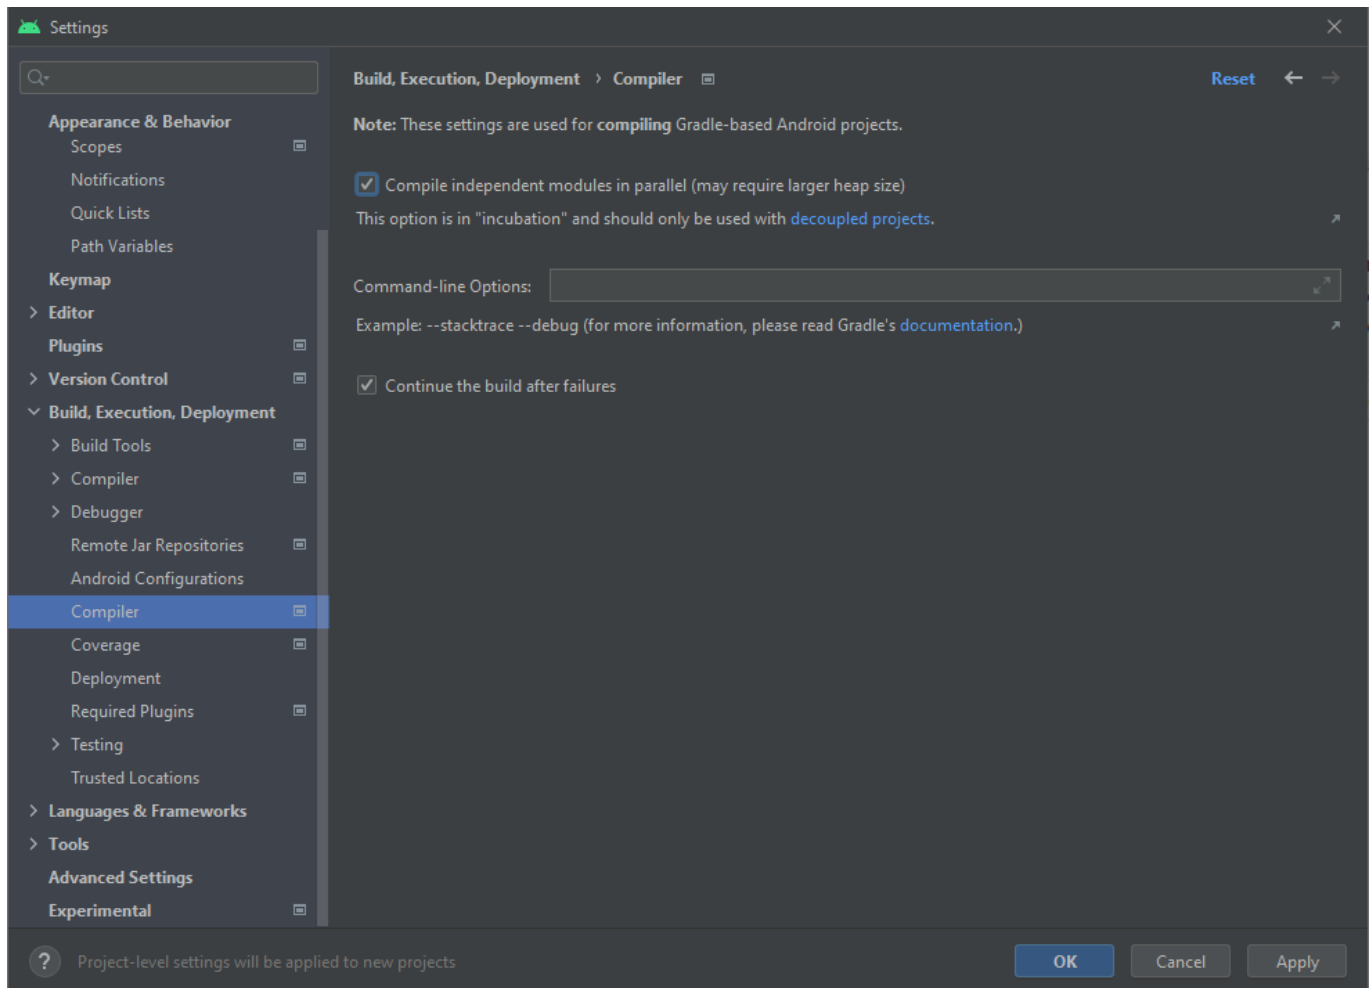 Settings
Appearance & Behavior
Scopes
Notifications
Quick Lists
Path Variables
Keymap
Editor
Plugins
Version Control
Build, Execution, Deployment
Build Tools
Compiler
Debugger
Remote Jar Repositories
Android Configurations
Compiler
Coverage
Deployment
Required Plugins
Testing
Trusted Locations
Languages & Frameworks
Tools
Advanced Settings
Experimental
Build, Execution, Deployment › Compiler
Reset
Note: These settings are used for compiling Gradle-based Android projects.
Compile independent modules in parallel (may require larger heap size)
This option is in "incubation" and should only be used with decoupled projects.
Command-line Options:
Example: --stacktrace --debug (for more information, please read Gradle's documentation.)
Continue the build after failures
? Project-level settings will be applied to new projects
OK Cancel Apply